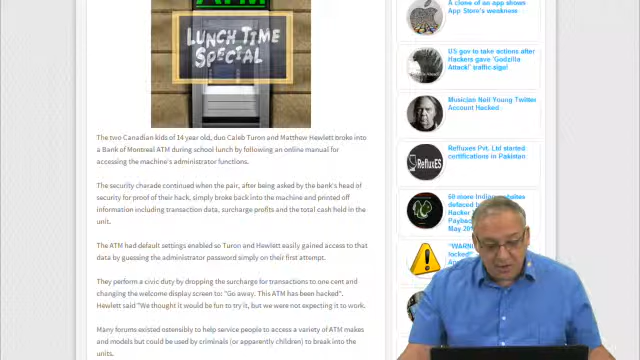 ATM
LUNCH TIME
SPECIAL
The two Canadian kids of 14 year old, duo Caleb Turon and Matthew Hewlett broke into
a Bank of Montreal ATM during school lunch by following an online manual for
accessing the machine's administrator functions.
The security charade continued when the pair, after being asked by the bank's head of
security for proof of their hack, simply broke back into the machine and printed off
information including transaction data, surcharge profits and the total cash held in the
unit.
The ATM had default settings enabled so Turon and Hewlett easily gained access to that
data by guessing the administrator password simply on their first attempt.
They perform a civic duty by dropping the surcharge for transactions to one cent and
changing the welcome display screen to: "Go away. This ATM has been hacked".
Hewlett said "We thought it would be fun to try it, but we were not expecting it to work.
Many forums existed ostensibly to help service people to access a variety of ATM makes
and models but could be used by criminals (or apparently children) to break into the
units.
A clone of an app shown
App Store's weakness
US gov to take actions after
Hackers gave 'Godzilla
Attack!' traffic sign!
Musician Neil Young Twitter
Account Hacked
RefluxES
Refluxes Pvt. Ltd started
certifications in Pakistan
60 more Indian websites
defaced b
Hacker
Payback
May 20
"WARN
locked"